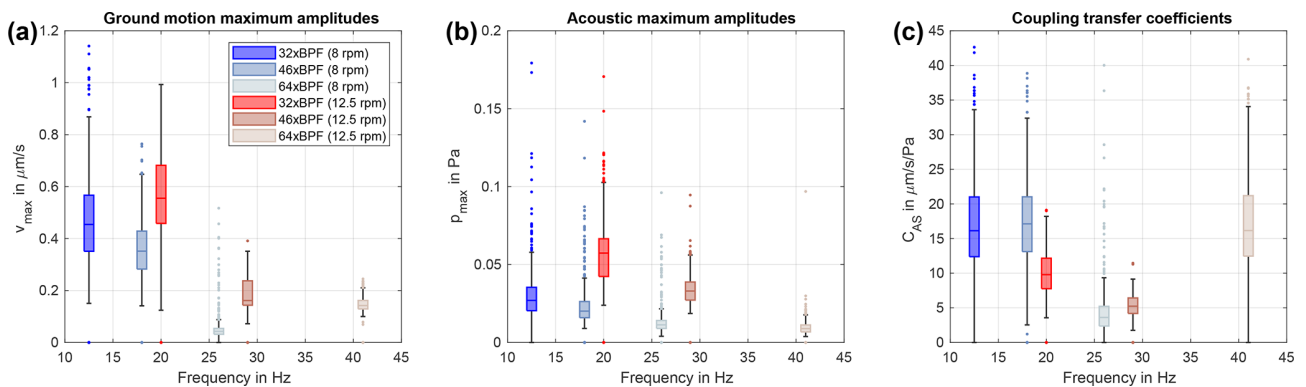 (a)
Ground motion maximum amplitudes
1.2
1
0.8
0.6
0.4
0.2
0
v_max in μm/s
32xBPF (8 rpm)
46xBPF (8 rpm)
64xBPF (8 rpm)
32xBPF (12.5 rpm)
46xBPF (12.5 rpm)
64xBPF (12.5 rpm)
10 15 20 25 30 35 40 45
Frequency in Hz
(b)
Acoustic maximum amplitudes
0.2
0.15
0.1
0.05
0
p_max in Pa
10 15 20 25 30 35 40 45
Frequency in Hz
(c)
Coupling transfer coefficients
45
40
35
30
25
20
15
10
5
0
C_AS in μm/s/Pa
10 15 20 25 30 35 40 45
Frequency in Hz